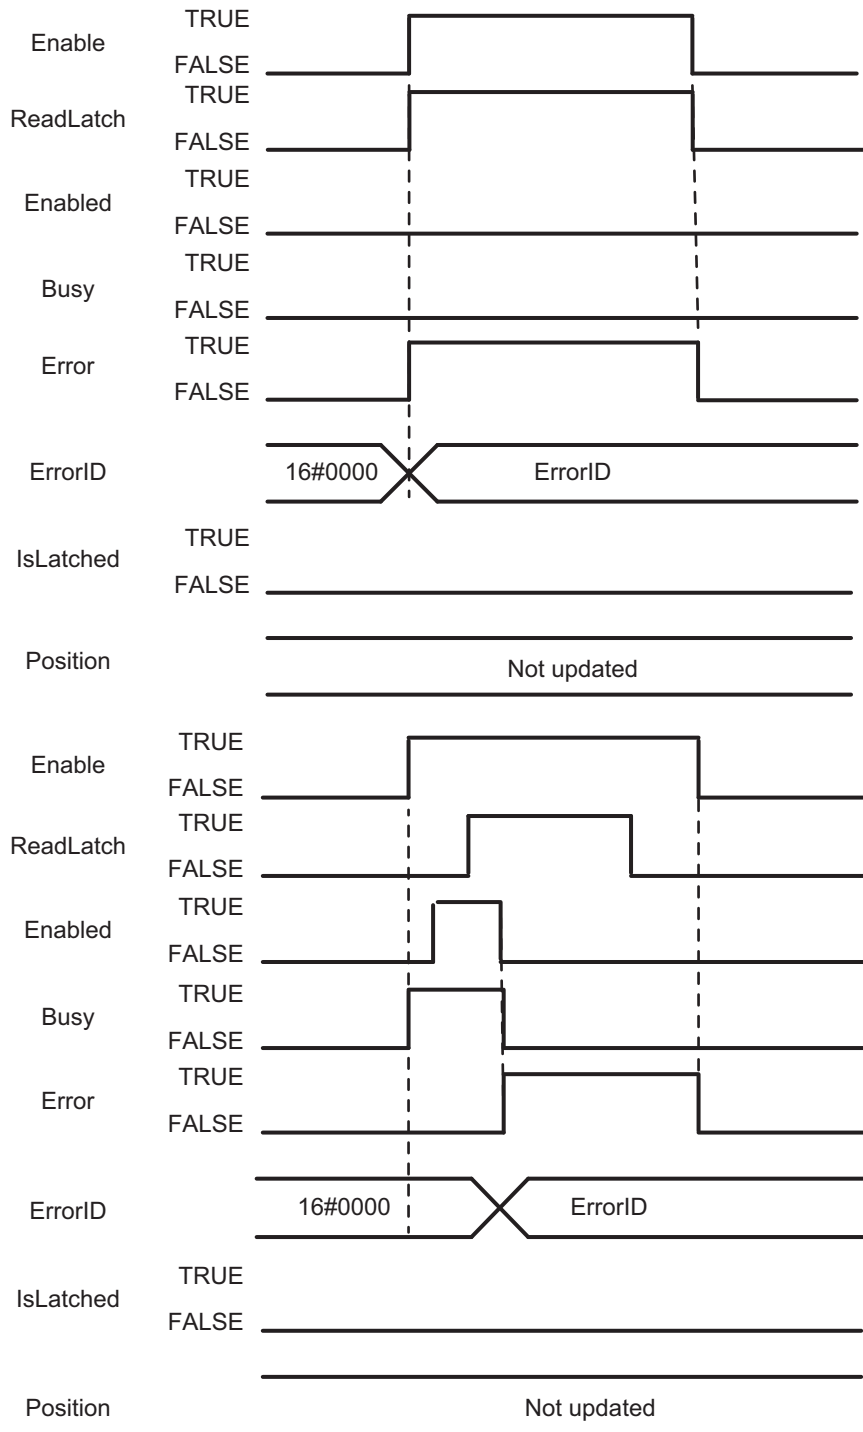 TRUE
Enable
FALSE
TRUE
ReadLatch
FALSE
TRUE
Enabled
FALSE
TRUE
Busy
FALSE
TRUE
Error
FALSE
ErrorID 16#0000 ErrorID
TRUE
IsLatched
FALSE
Position Not updated
TRUE
Enable
FALSE
TRUE
ReadLatch
FALSE
TRUE
Enabled
FALSE
TRUE
Busy
FALSE
TRUE
Error
FALSE
ErrorID 16#0000 ErrorID
TRUE
IsLatched
FALSE
Position Not updated